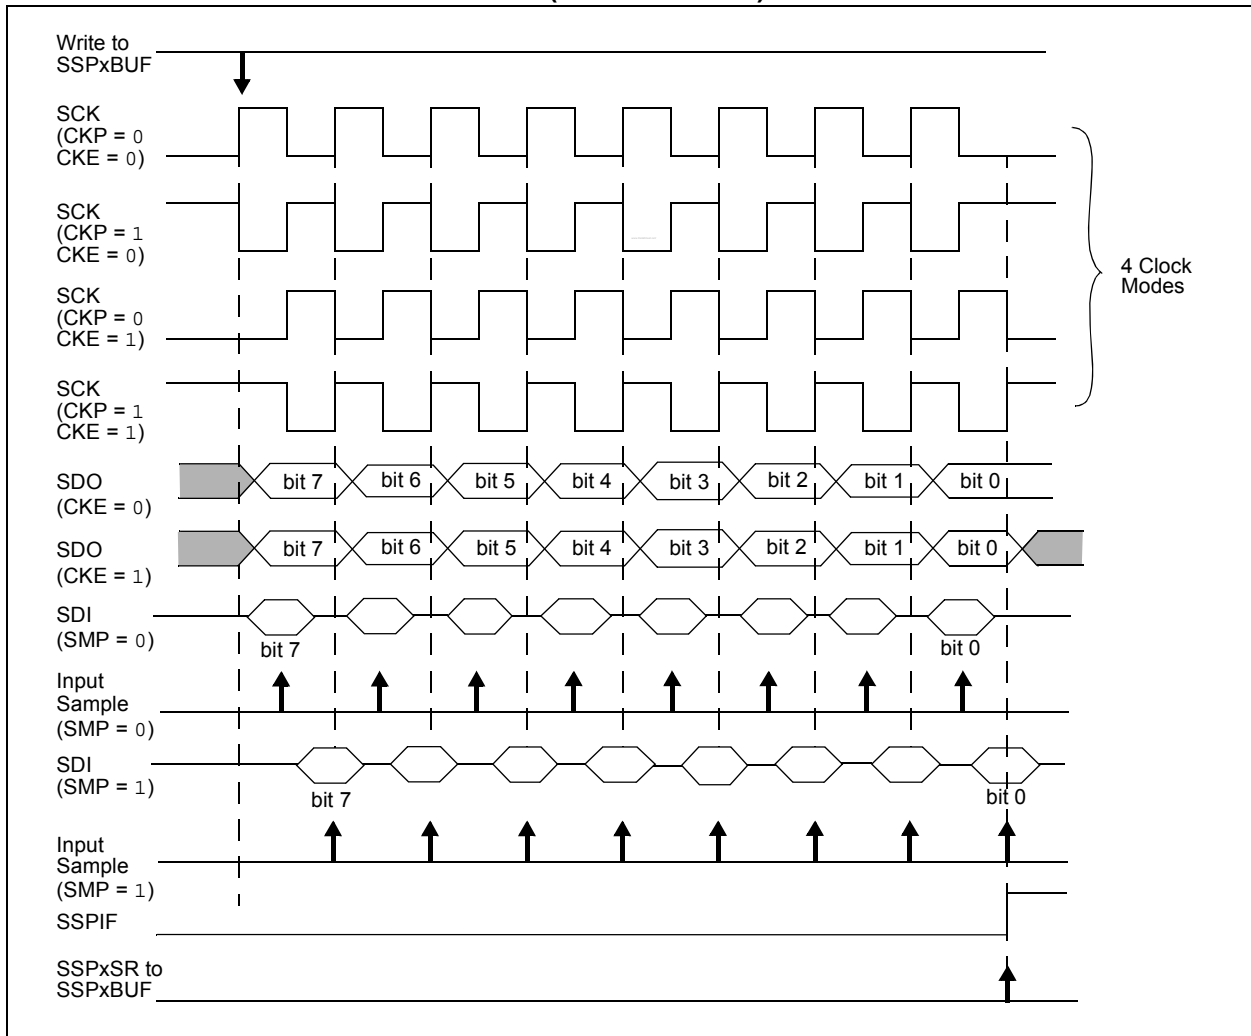 Write to
SSPxBUF
SCK
(CKP = 0
CKE = 0)
SCK
(CKP = 1
CKE = 0)
SCK
(CKP = 0
CKE = 1)
SCK
(CKP = 1
CKE = 1)
4 Clock
Modes
SDO
(CKE = 0)
bit 7 bit 6 bit 5 bit 4 bit 3 bit 2 bit 1 bit 0
SDO
(CKE = 1)
bit 7 bit 6 bit 5 bit 4 bit 3 bit 2 bit 1 bit 0
SDI
(SMP = 0)
bit 7 bit 0
Input
Sample
(SMP = 0)
SDI
(SMP = 1)
bit 7 bit 0
Input
Sample
(SMP = 1)
SSPIF
SSPxSR to
SSPxBUF